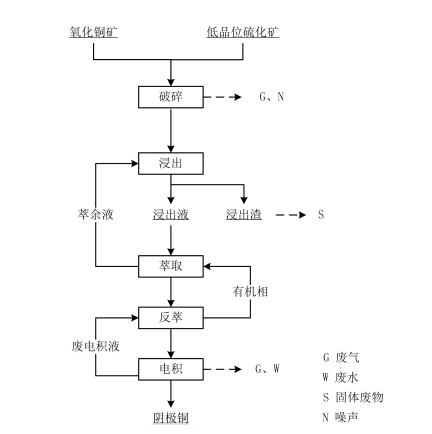 氧化铜矿
低品位硫化矿
破碎
G、N
浸出
萃余液
浸出液
浸出渣
S
萃取
有机相
反萃
废电积液
电积
G、W
阴极铜
G 废气
W 废水
S 固体废物
N 噪声